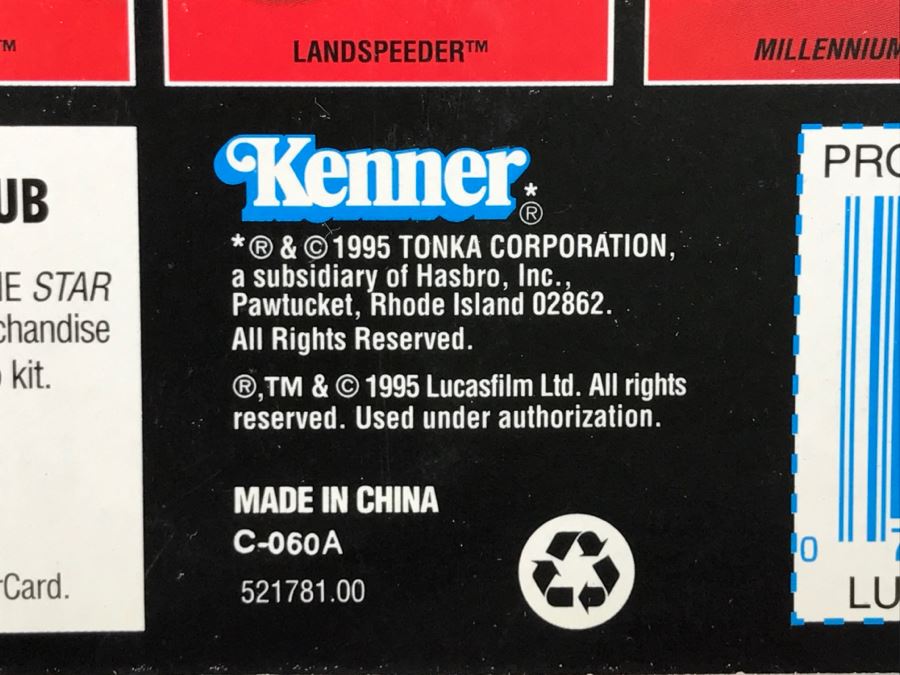 TM
LANDSPEEDER™
MILLENNIUM
UB
STAR
chandise
kit.
rCard.
Kenner*®
*® & © 1995 TONKA CORPORATION,
a subsidiary of Hasbro, Inc.,
Pawtucket, Rhode Island 02862.
All Rights Reserved.
®,TM & © 1995 Lucasfilm Ltd. All rights
reserved. Used under authorization.
MADE IN CHINA
C-060A
521781.00
PRO
0
LU